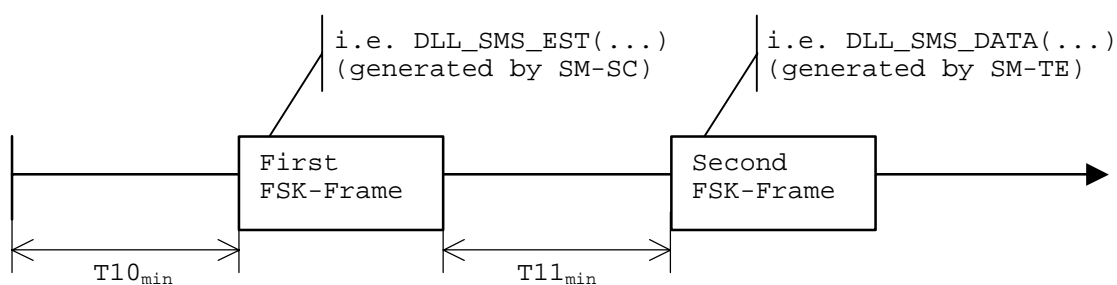 i.e. DLL_SMS_EST(...)
(generated by SM-SC)
i.e. DLL_SMS_DATA(...)
(generated by SM-TE)
First
FSK-Frame
Second
FSK-Frame
T10min
T11min